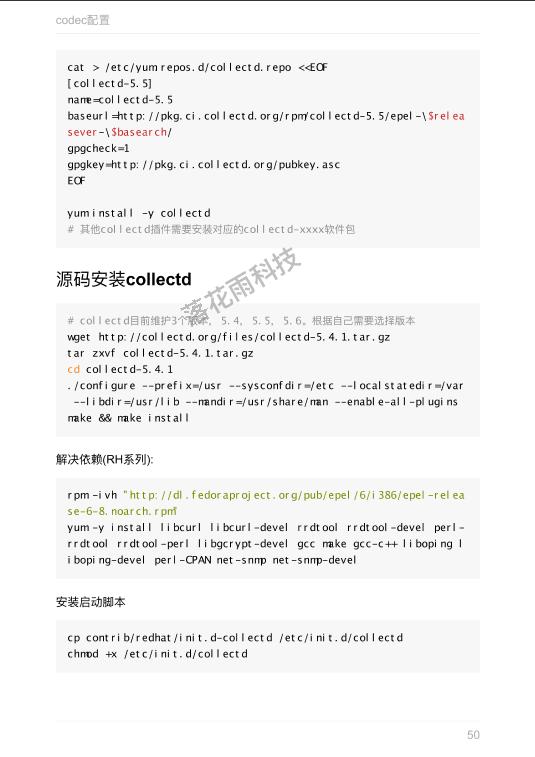 codec配置
cat > /etc/yum.repos.d/collectd.repo <<EOF
[collectd-5.5]
name=collectd-5.5
baseurl=http://pkg.ci.collectd.org/rpm/collectd-5.5/epel-\$relea
sever-\$basearch/
gpgcheck=1
gpgkey=http://pkg.ci.collectd.org/pubkey.asc
EOF
yum install -y collectd
# 其他collectd插件需要安装对应的collectd-xxxx软件包
源码安装collectd
落花雨科技
# collectd目前维护3个版本, 5.4, 5.5, 5.6。根据自己需要选择版本
wget http://collectd.org/files/collectd-5.4.1.tar.gz
tar zxvf collectd-5.4.1.tar.gz
cd collectd-5.4.1
./configure --prefix=/usr --sysconfdir=/etc --localstatedir=/var
--libdir=/usr/lib --mandir=/usr/share/man --enable-all-plugins
make && make install
解决依赖(RH系列):
rpm -ivh "http://dl.fedoraproject.org/pub/epel/6/i386/epel-relea
se-6-8.noarch.rpm"
yum -y install libcurl libcurl-devel rrdtool rrdtool-devel perl-
rrdtool rrdtool-perl libgcrypt-devel gcc make gcc-c++ liboping l
iboping-devel perl-CPAN net-snmp net-snmp-devel
安装启动脚本
cp contrib/redhat/init.d-collectd /etc/init.d/collectd
chmod +x /etc/init.d/collectd
50